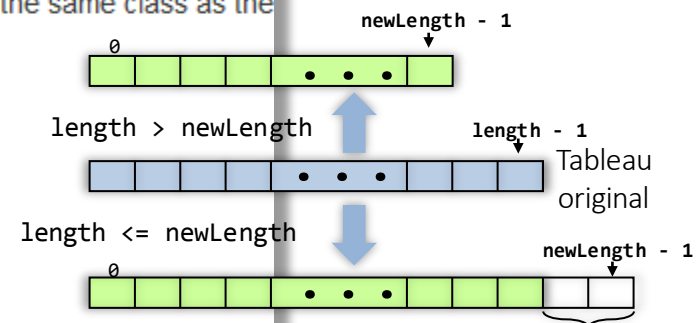 the same class as the
newLength - 1
0
length > newLength
length - 1
Tableau
original
length <= newLength
newLength - 1
0